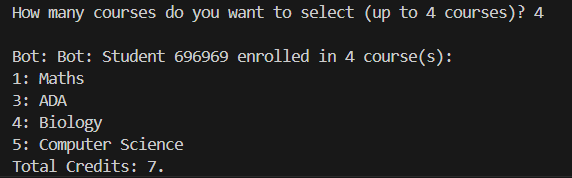 How many courses do you want to select (up to 4 courses)? 4
Bot: Bot: Student 696969 enrolled in 4 course(s):
1: Maths
3: ADA
4: Biology
5: Computer Science
Total Credits: 7.